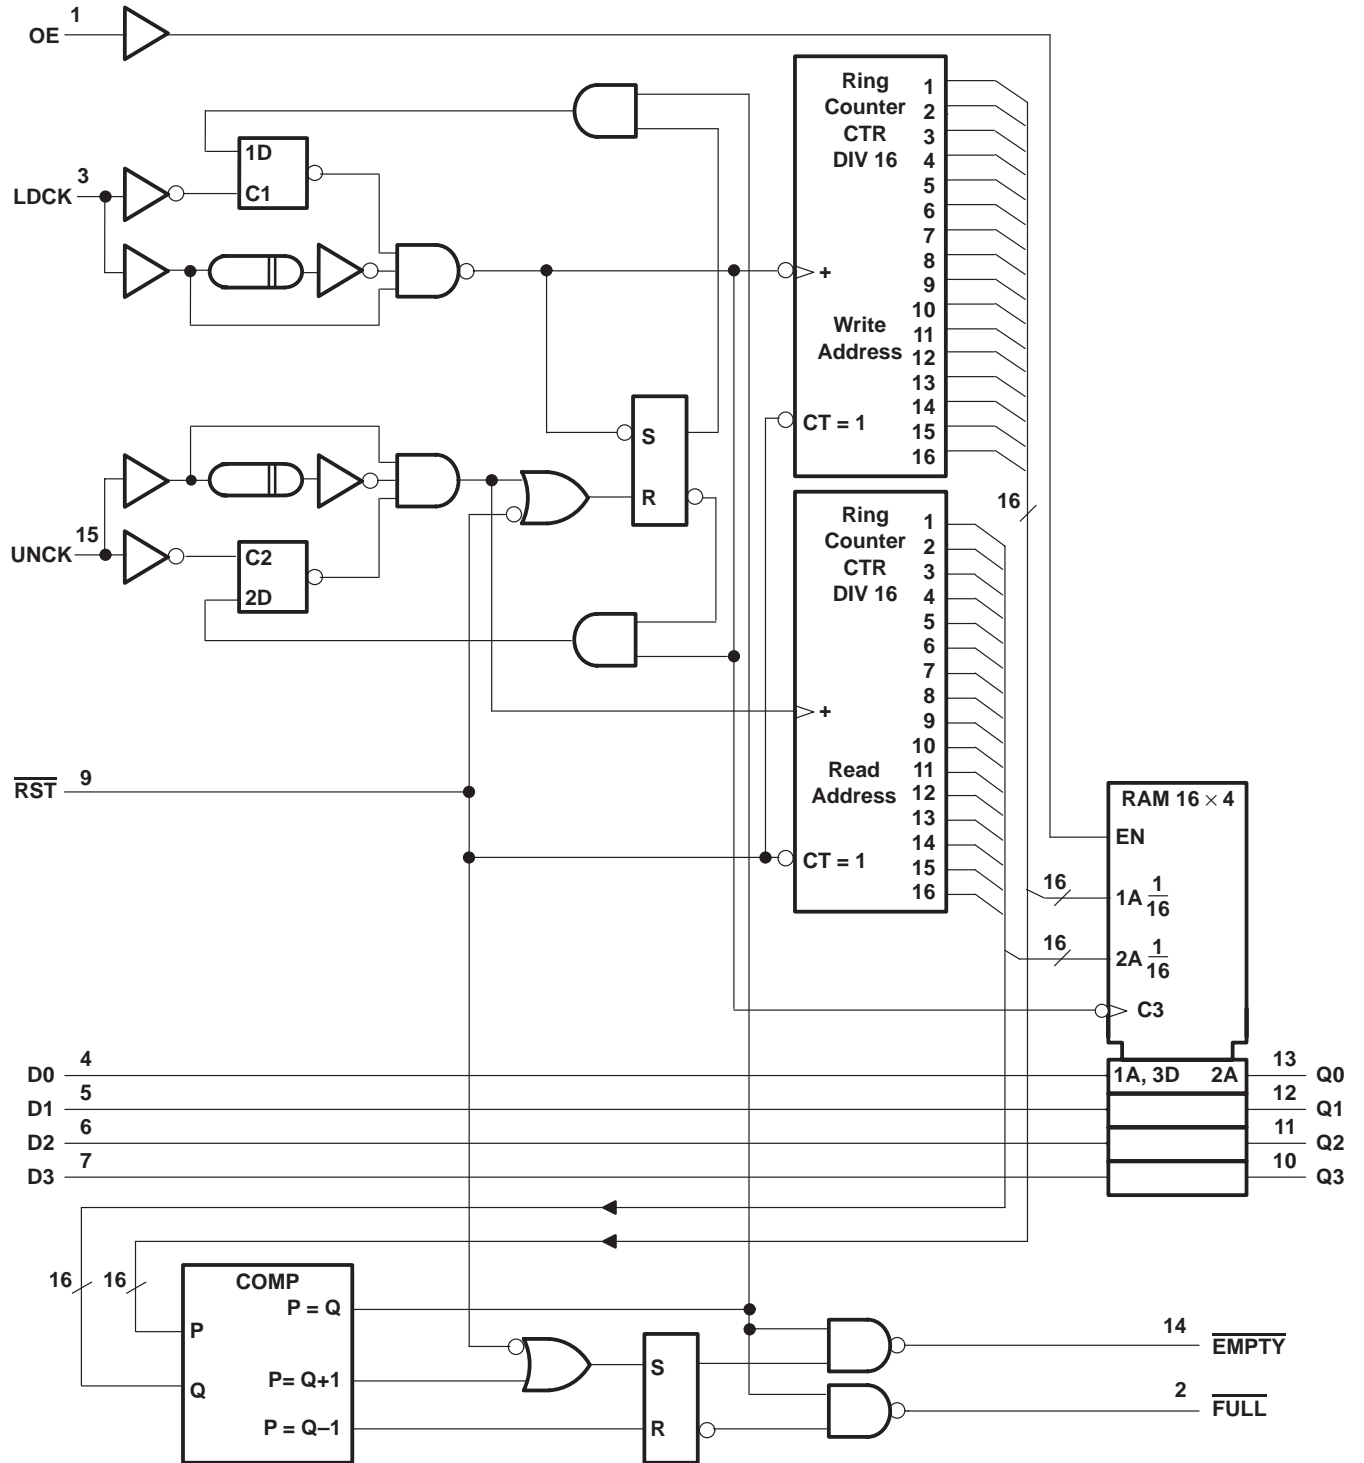 1
OE
Ring
Counter
CTR
DIV 16
1
2
3
4
5
6
7
8
9
10
11
12
13
14
15
16
Write
Address
CT = 1
+
1D
C1
3
LDCK
S
R
16
15
UNCK
C2
2D
Ring
Counter
CTR
DIV 16
1
2
3
4
5
6
7
8
9
10
11
12
13
14
15
16
+
Read
Address
CT = 1
RST
9
RAM 16 × 4
EN
16
1A 1/16
16
2A 1/16
C3
D0
4
1A, 3D 2A
13
Q0
D1
5
12
Q1
D2
6
11
Q2
D3
7
10
Q3
16
16
COMP
P = Q
P
P= Q+1
Q
P = Q–1
S
R
14
EMPTY
2
FULL